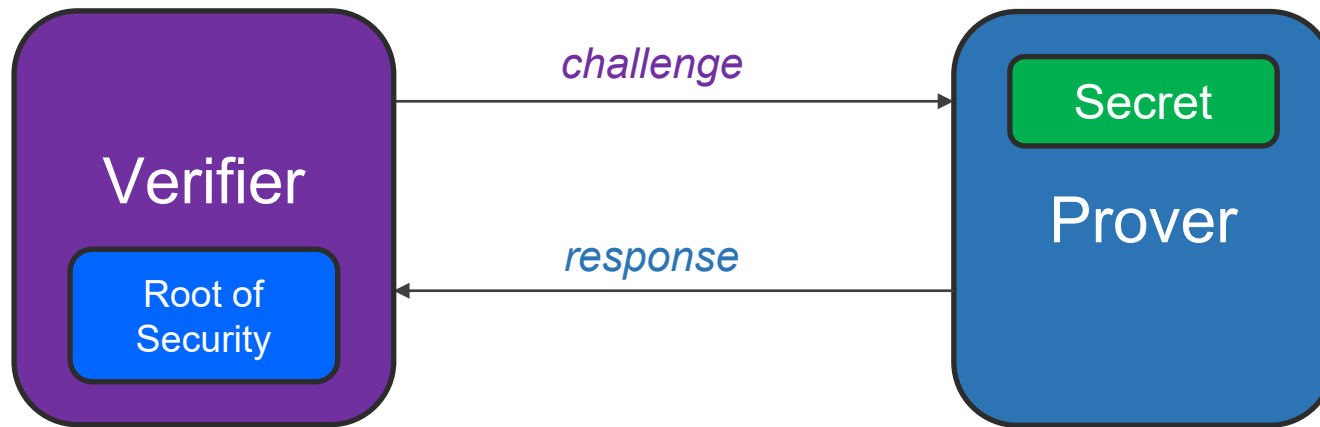 challenge
Secret
Verifier
Prover
response
Root of
Security